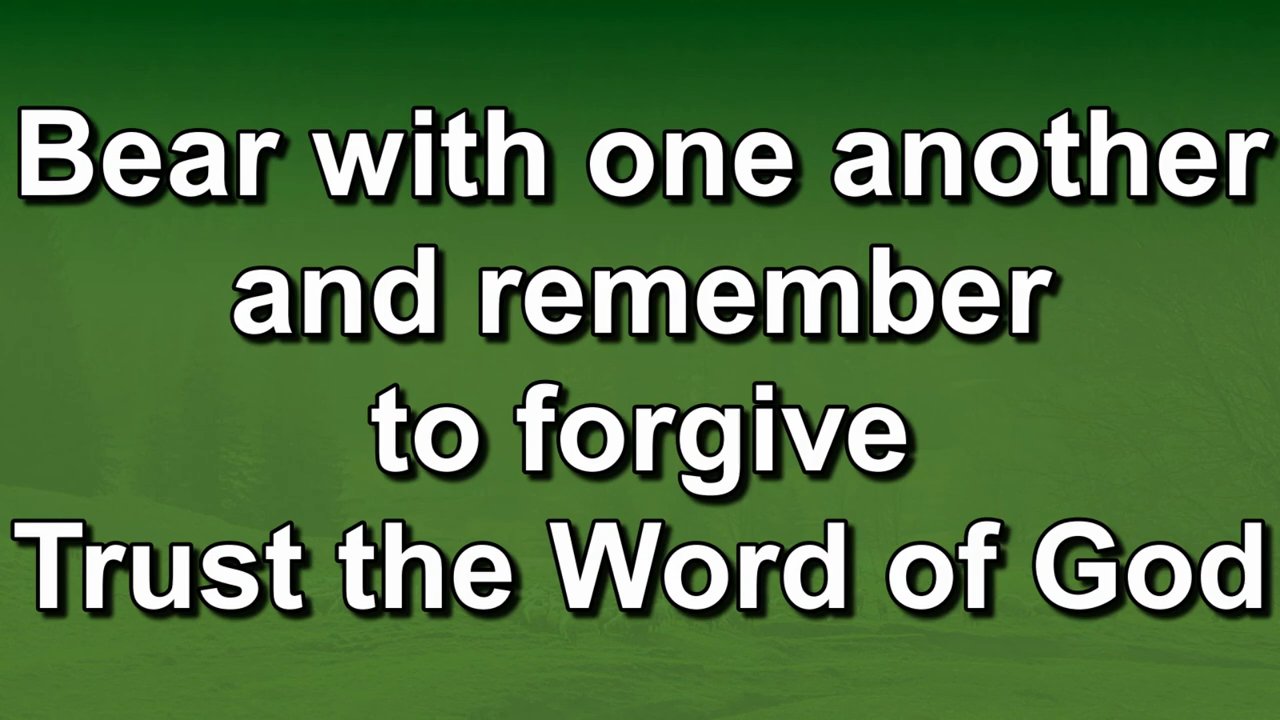 Bear with one another
and remember
to forgive
Trust the Word of God